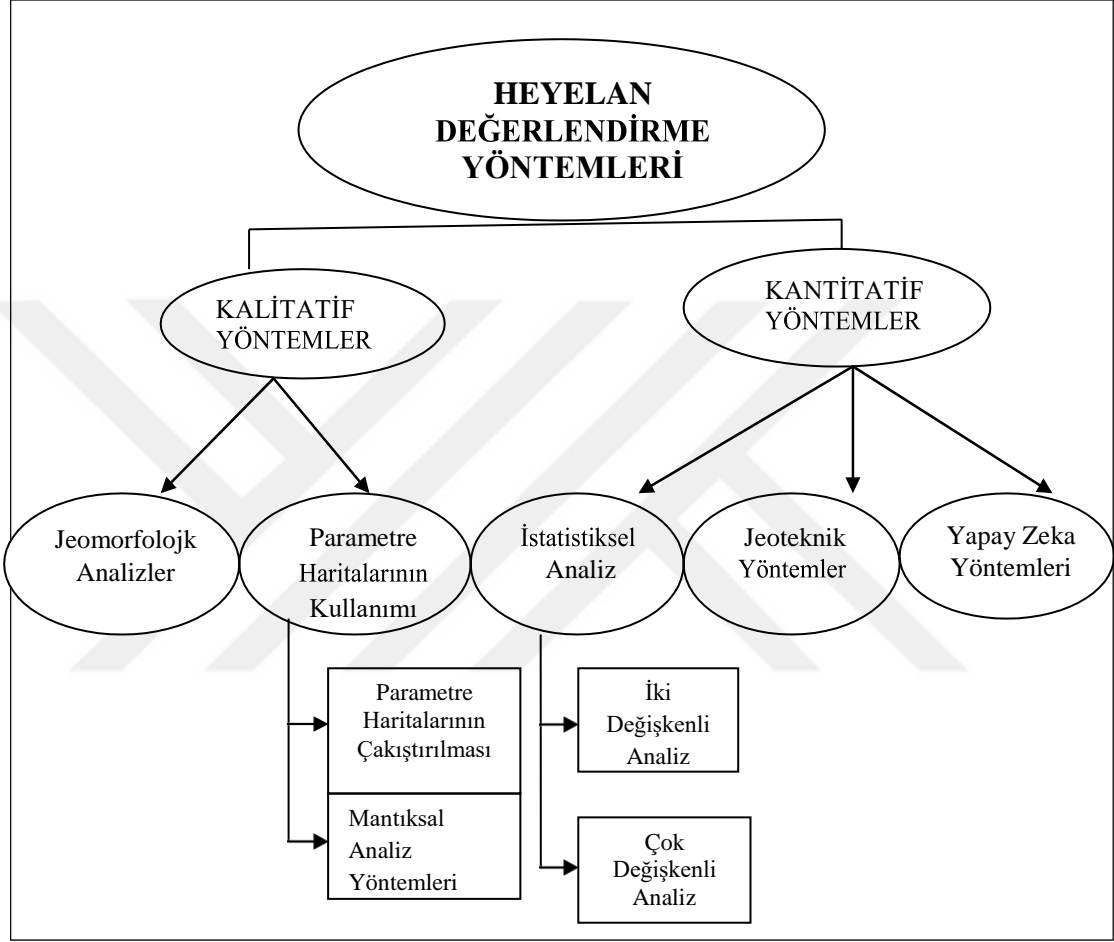 HEYELAN
DEĞERLENDİRME
YÖNTEMLERİ
KALİTATİF
YÖNTEMLER
KANTİTATİF
YÖNTEMLER
Jeomorfolojk
Analizler
Parametre
Haritalarının
Kullanımı
İstatistiksel
Analiz
Jeoteknik
Yöntemler
Yapay Zeka
Yöntemleri
Parametre
Haritalarının
Çakıştırılması
Mantıksal
Analiz
Yöntemleri
İki
Değişkenli
Analiz
Çok
Değişkenli
Analiz